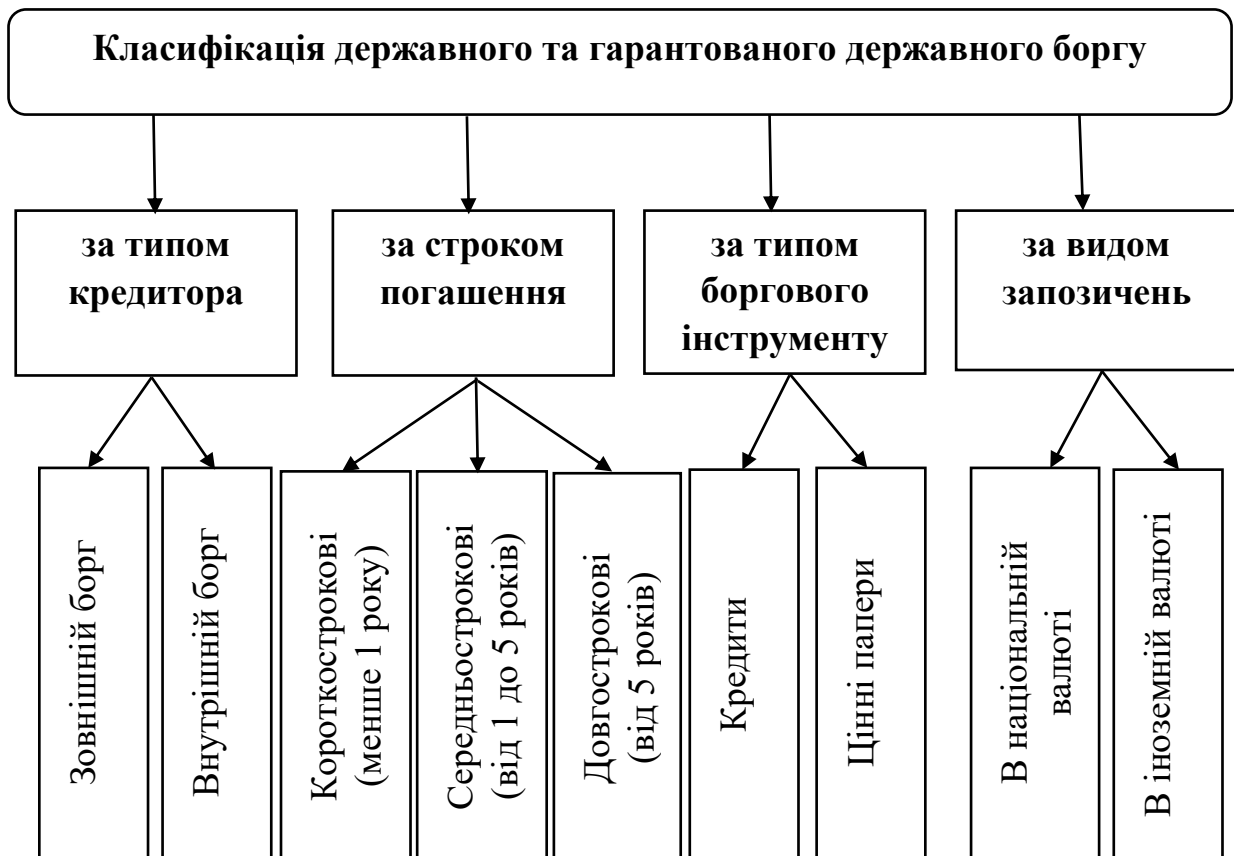 Класифікація державного та гарантованого державного боргу
за типом
кредитора
за строком
погашення
за типом
боргового
інструменту
за видом
запозичень
Зовнішній борг
Внутрішній борг
Короткострокові
(менше 1 року)
Середньострокові
(від 1 до 5 років)
Довгострокові
(від 5 років)
Кредити
Цінні папери
В національній
валюті
В іноземній валюті